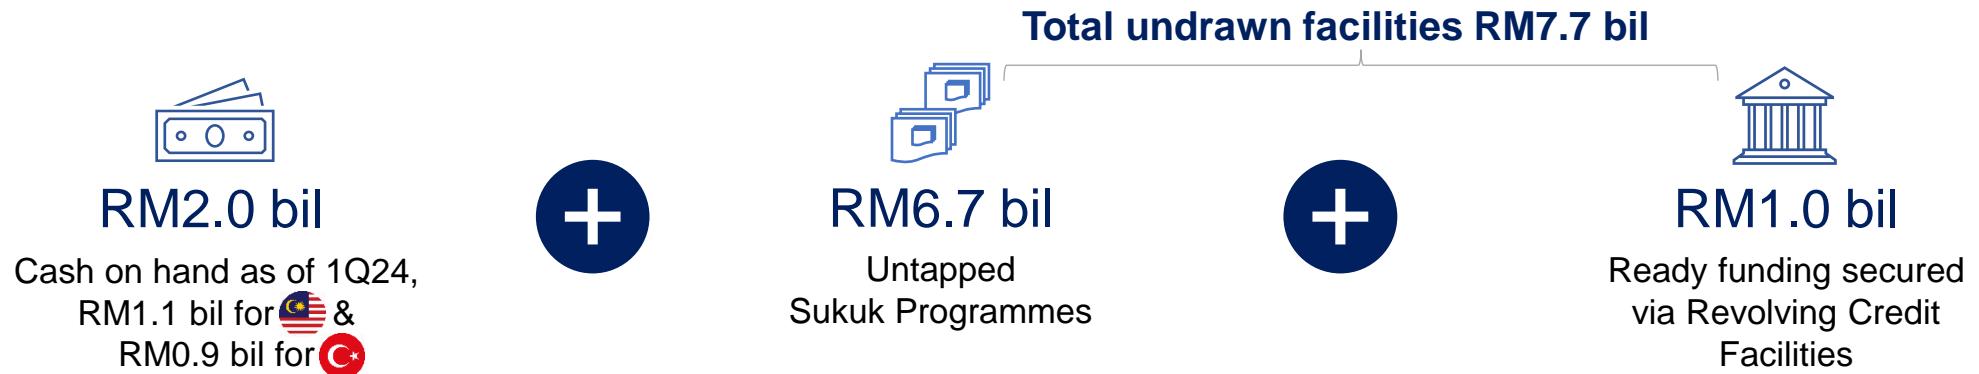 Total undrawn facilities RM7.7 bil
RM2.0 bil
Cash on hand as of 1Q24,
RM1.1 bil for &
RM0.9 bil for
RM6.7 bil
Untapped
Sukuk Programmes
RM1.0 bil
Ready funding secured
via Revolving Credit
Facilities